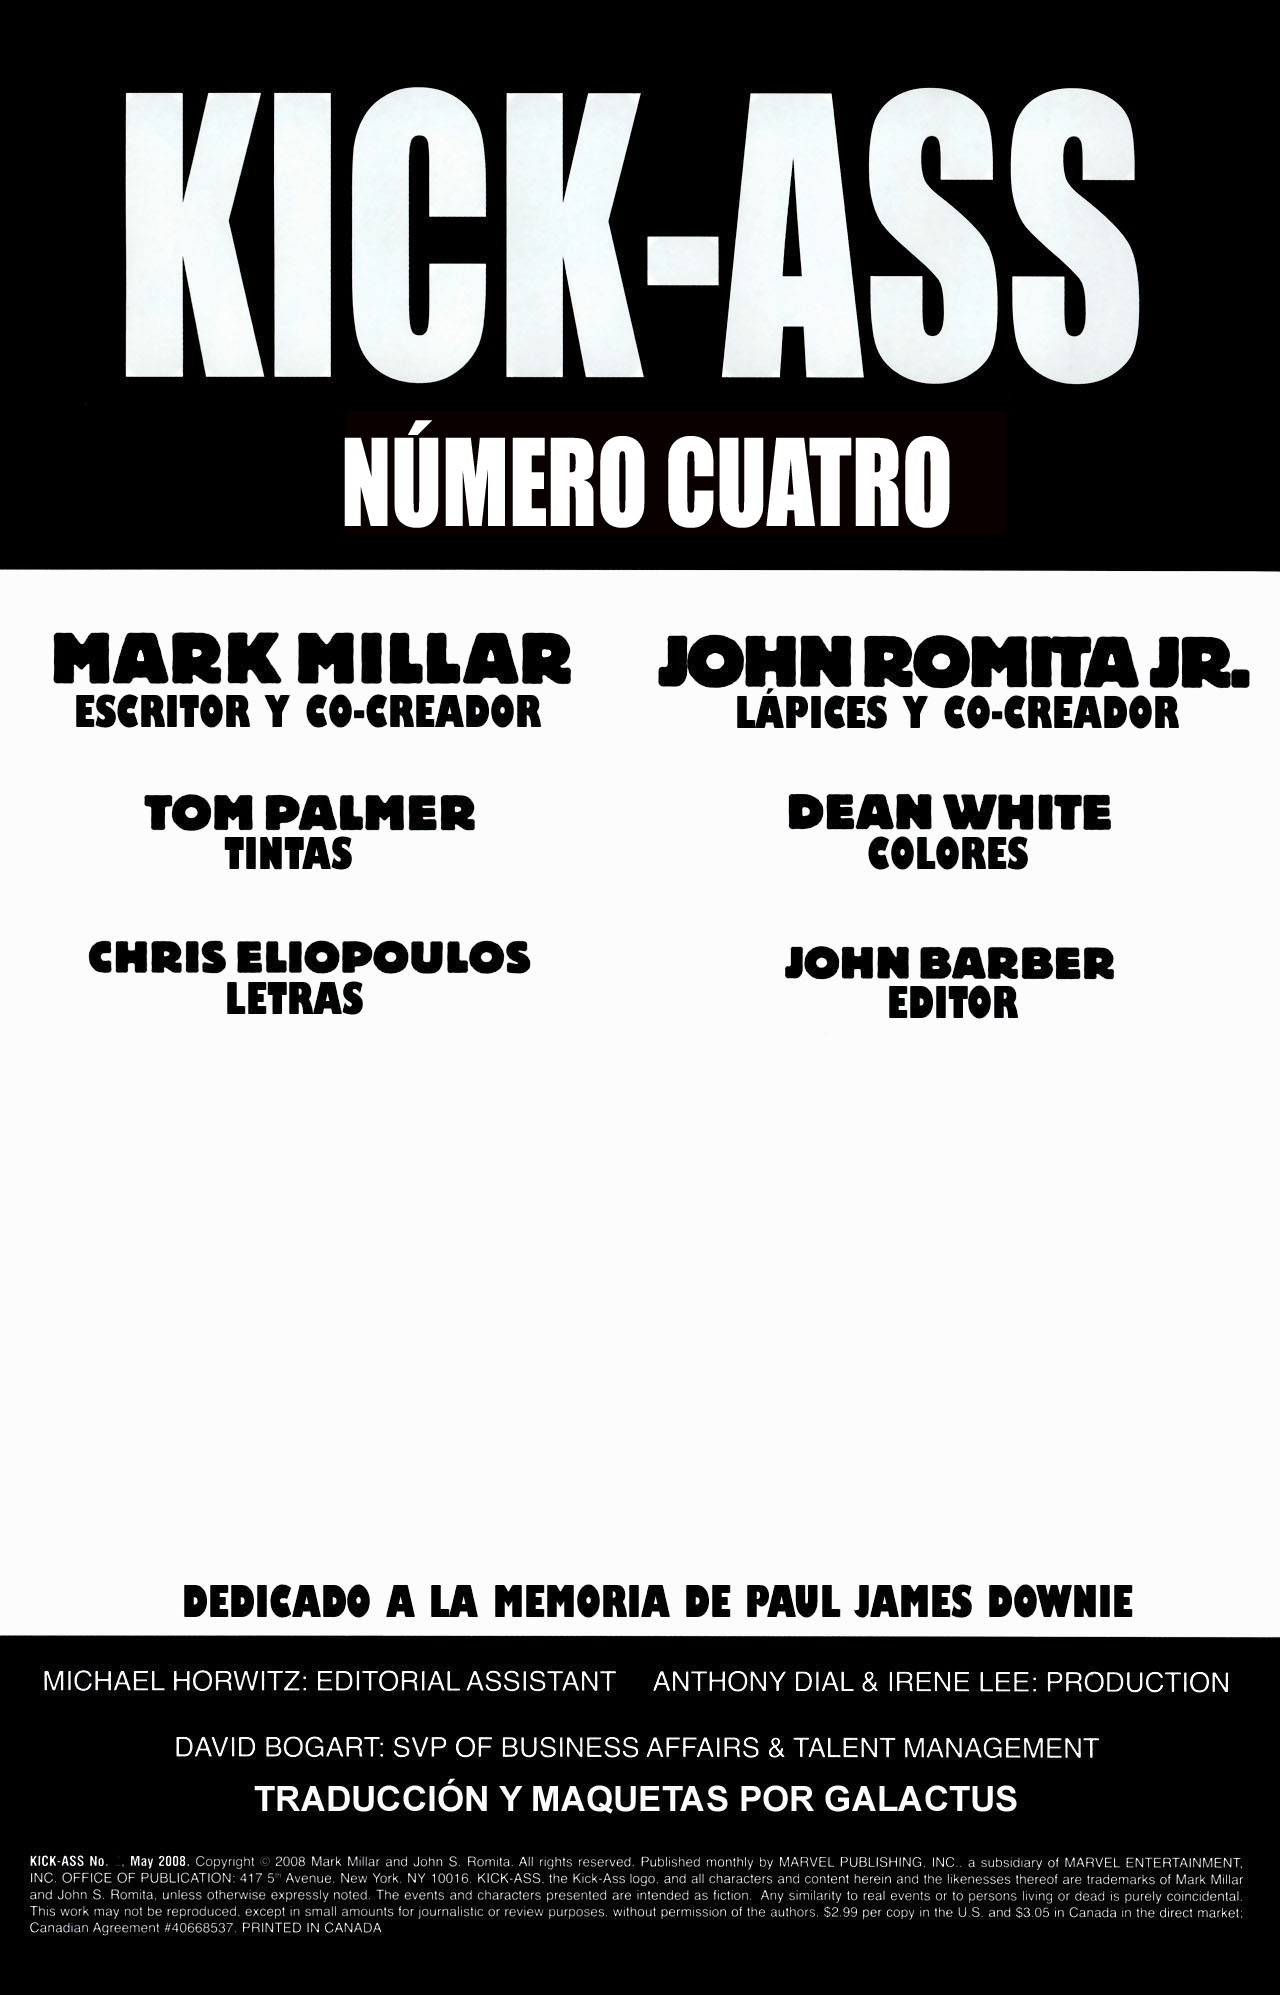 KICK-ASS
NÚMERO CUATRO
MARK MILLAR
ESCRITOR Y CO-CREADOR
JOHN ROMITA JR.
LÁPICES Y CO-CREADOR
TOM PALMER
TINTAS
DEAN WHITE
COLORES
CHRIS ELIOPOULOS
LETRAS
JOHN BARBER
EDITOR
DEDICADO A LA MEMORIA DE PAUL JAMES DOWNIE
MICHAEL HORWITZ: EDITORIAL ASSISTANT ANTHONY DIAL & IRENE LEE: PRODUCTION
DAVID BOGART: SVP OF BUSINESS AFFAIRS & TALENT MANAGEMENT
TRADUCCIÓN Y MAQUETAS POR GALACTUS
KICK-ASS No. , May 2008. Copyright © 2008 Mark Millar and John S. Romita. All rights reserved. Published monthly by MARVEL PUBLISHING, INC., a subsidiary of MARVEL ENTERTAINMENT,
INC. OFFICE OF PUBLICATION: 417 5th Avenue, New York, NY 10016. KICK-ASS, the Kick-Ass logo, and all characters and content herein and the likenesses thereof are trademarks of Mark Millar
and John S. Romita, unless otherwise expressly noted. The events and characters presented are intended as fiction. Any similarity to real events or to persons living or dead is purely coincidental.
This work may not be reproduced, except in small amounts for journalistic or review purposes, without permission of the authors. $2.99 per copy in the U.S. and $3.05 in Canada in the direct market;
Canadian Agreement #40668537. PRINTED IN CANADA